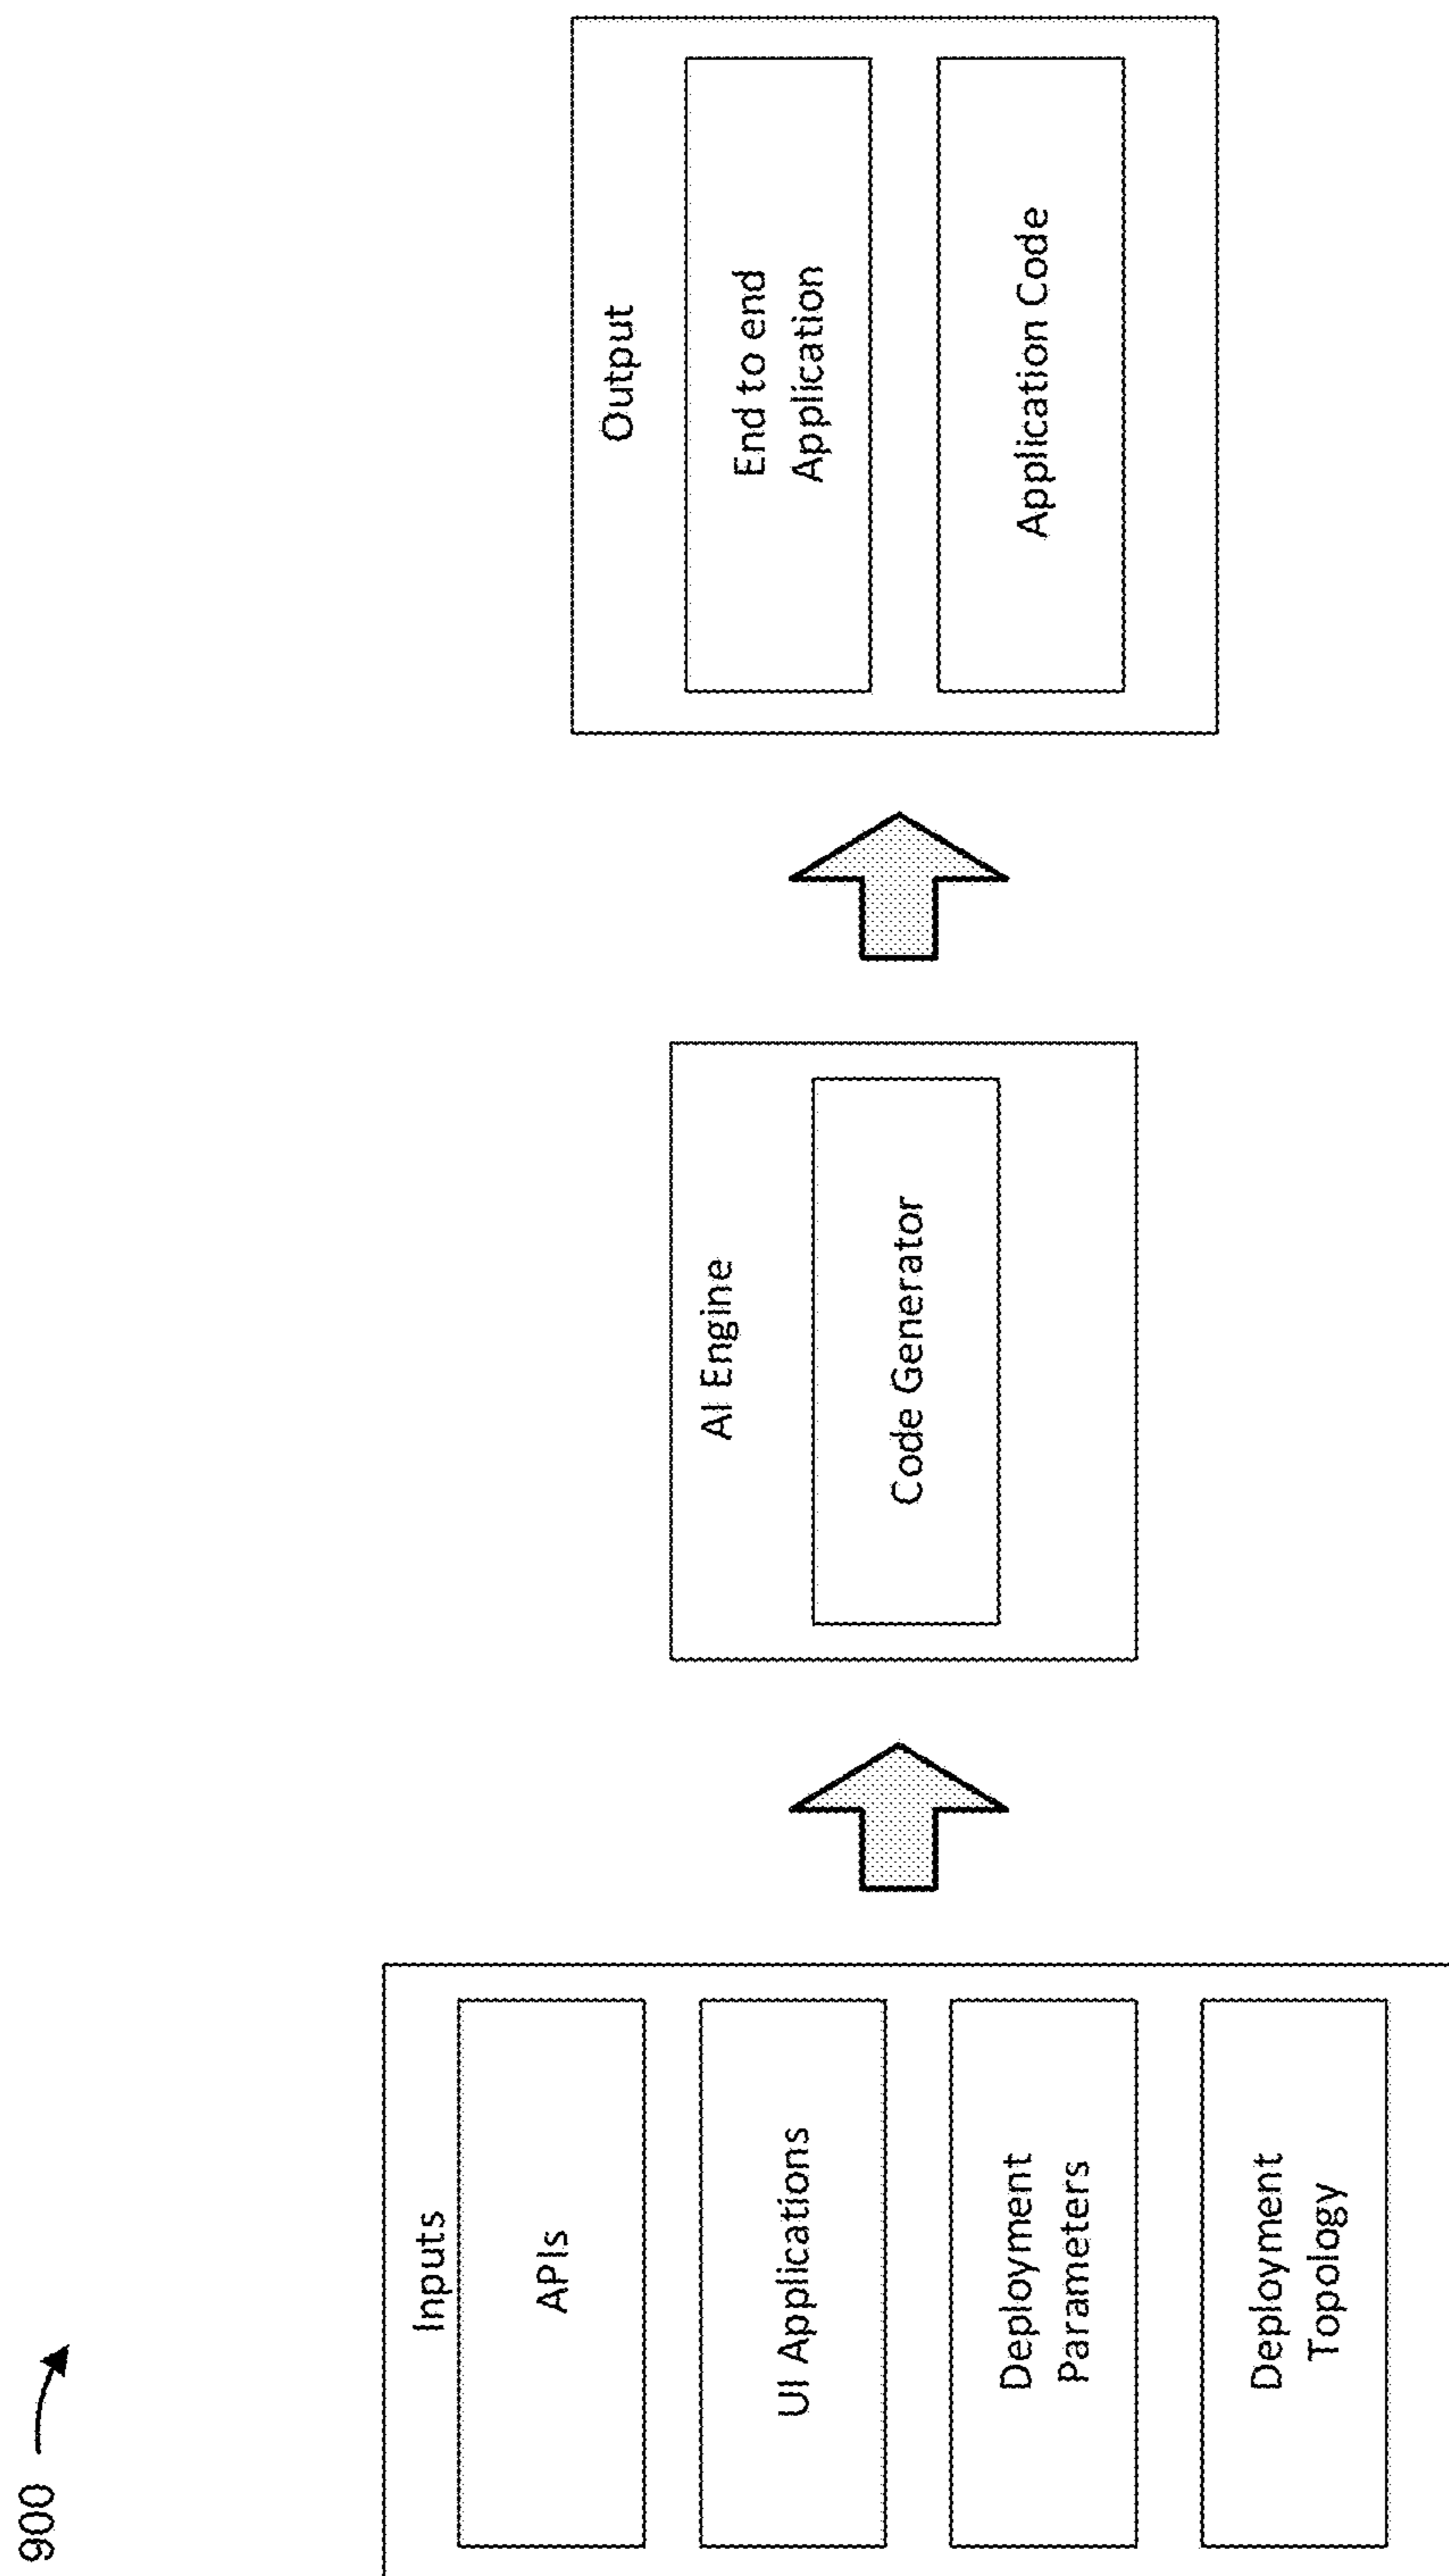 900
Inputs
APIs
UI Applications
Deployment
Parameters
Deployment
Topology
AI Engine
Code Generator
Output
End to end
Application
Application Code